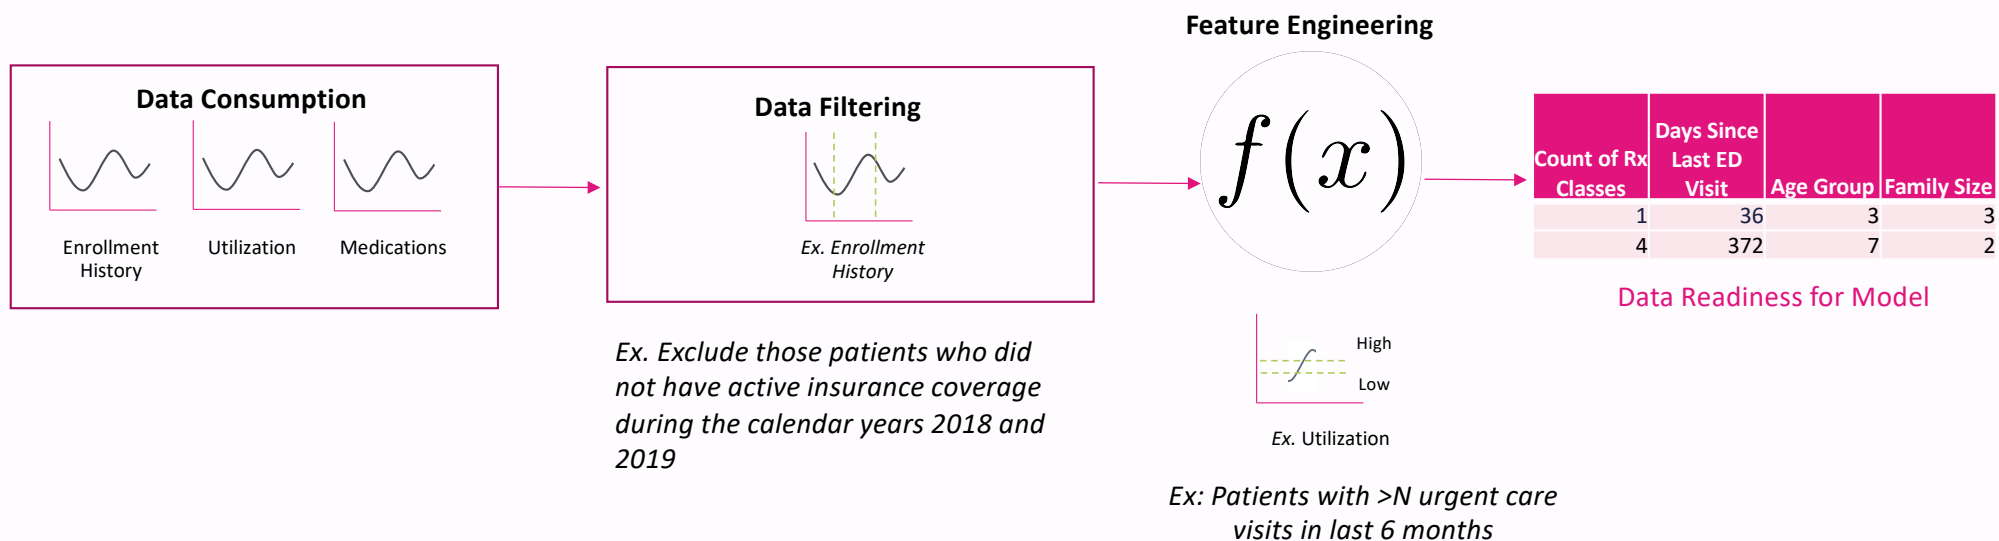 Data Consumption
Enrollment
History
Utilization
Medications
Data Filtering
Ex. Enrollment
History
Ex. Exclude those patients who did
not have active insurance coverage
during the calendar years 2018 and
2019
Feature Engineering
f(x)
High
Low
Ex. Utilization
Ex: Patients with >N urgent care
visits in last 6 months
Count of Rx
Classes
Days Since
Last ED
Visit
Age Group
Family Size
1 36 3 3
4 372 7 2
Data Readiness for Model